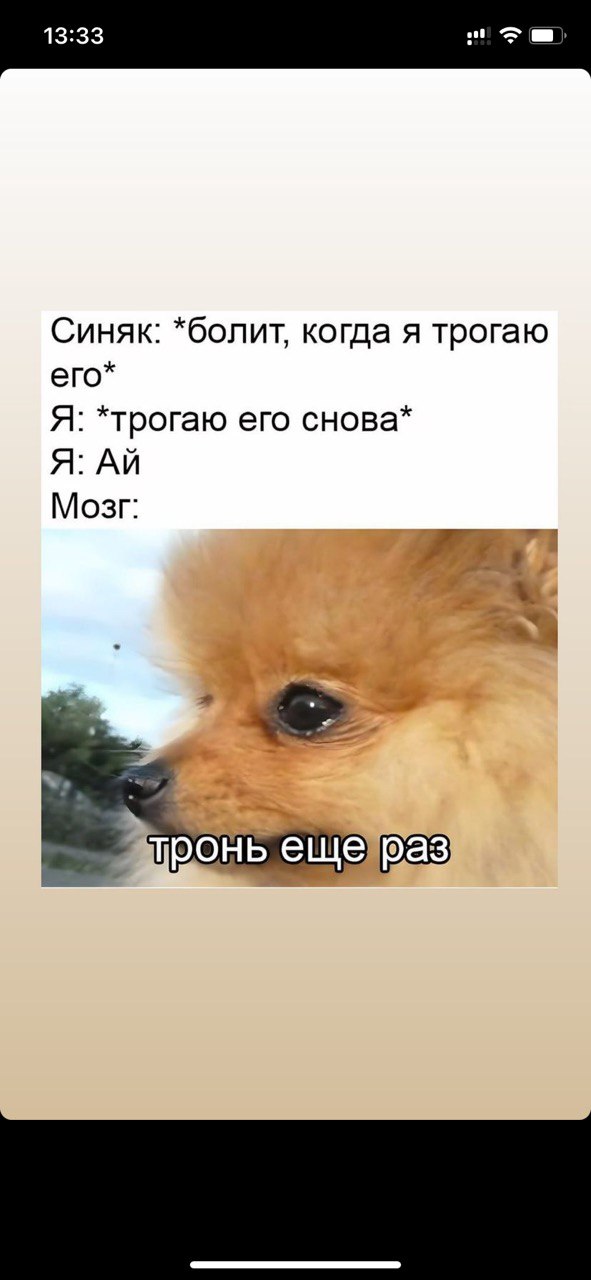 13:33
Синяк: *болит, когда я трогаю
его*
Я: *трогаю его снова*
Я: Ай
Мозг:
тронь еще раз